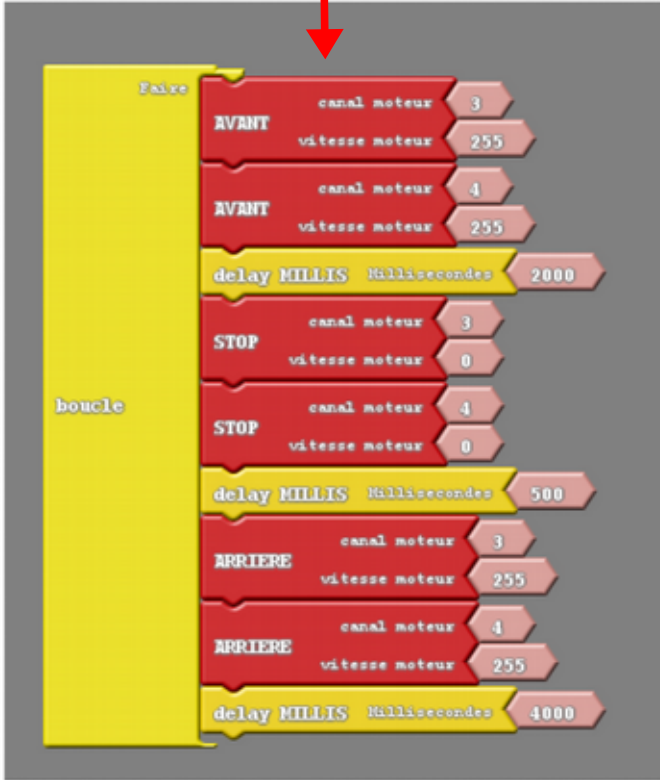 Faire
canal moteur 3
AVANT
vitesse moteur 255
canal moteur 4
AVANT
vitesse moteur 255
delay MILLIS Millisecondes 2000
canal moteur 3
STOP
vitesse moteur 0
boucle
canal moteur 4
STOP
vitesse moteur 0
delay MILLIS Millisecondes 500
canal moteur 3
ARRIERE
vitesse moteur 255
canal moteur 4
ARRIERE
vitesse moteur 255
delay MILLIS Millisecondes 4000